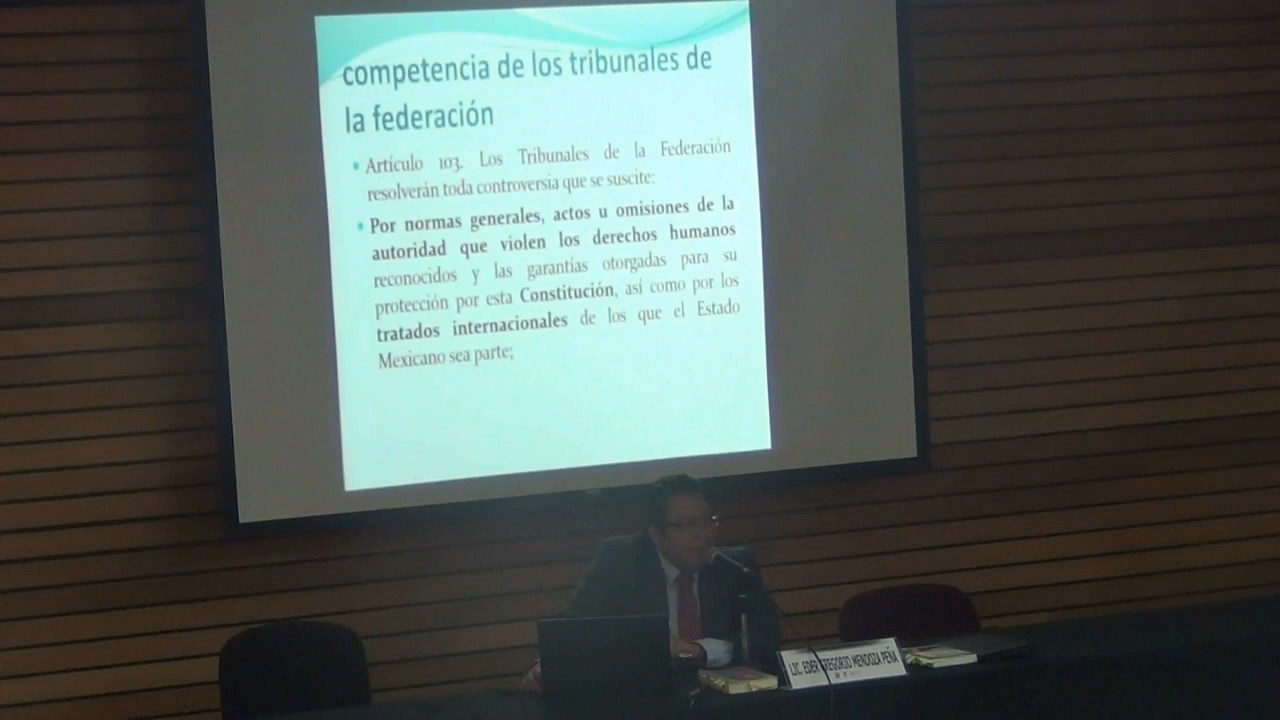 competencia de los tribunales de
la federación
• Artículo 103. Los Tribunales de la Federación
resolverán toda controversia que se suscite:
• Por normas generales, actos u omisiones de la
autoridad que violen los derechos humanos
reconocidos y las garantías otorgadas para su
protección por esta Constitución, así como por los
tratados internacionales de los que el Estado
Mexicano sea parte;
LIC. EDER GREGORIO MENDOZA PEÑA